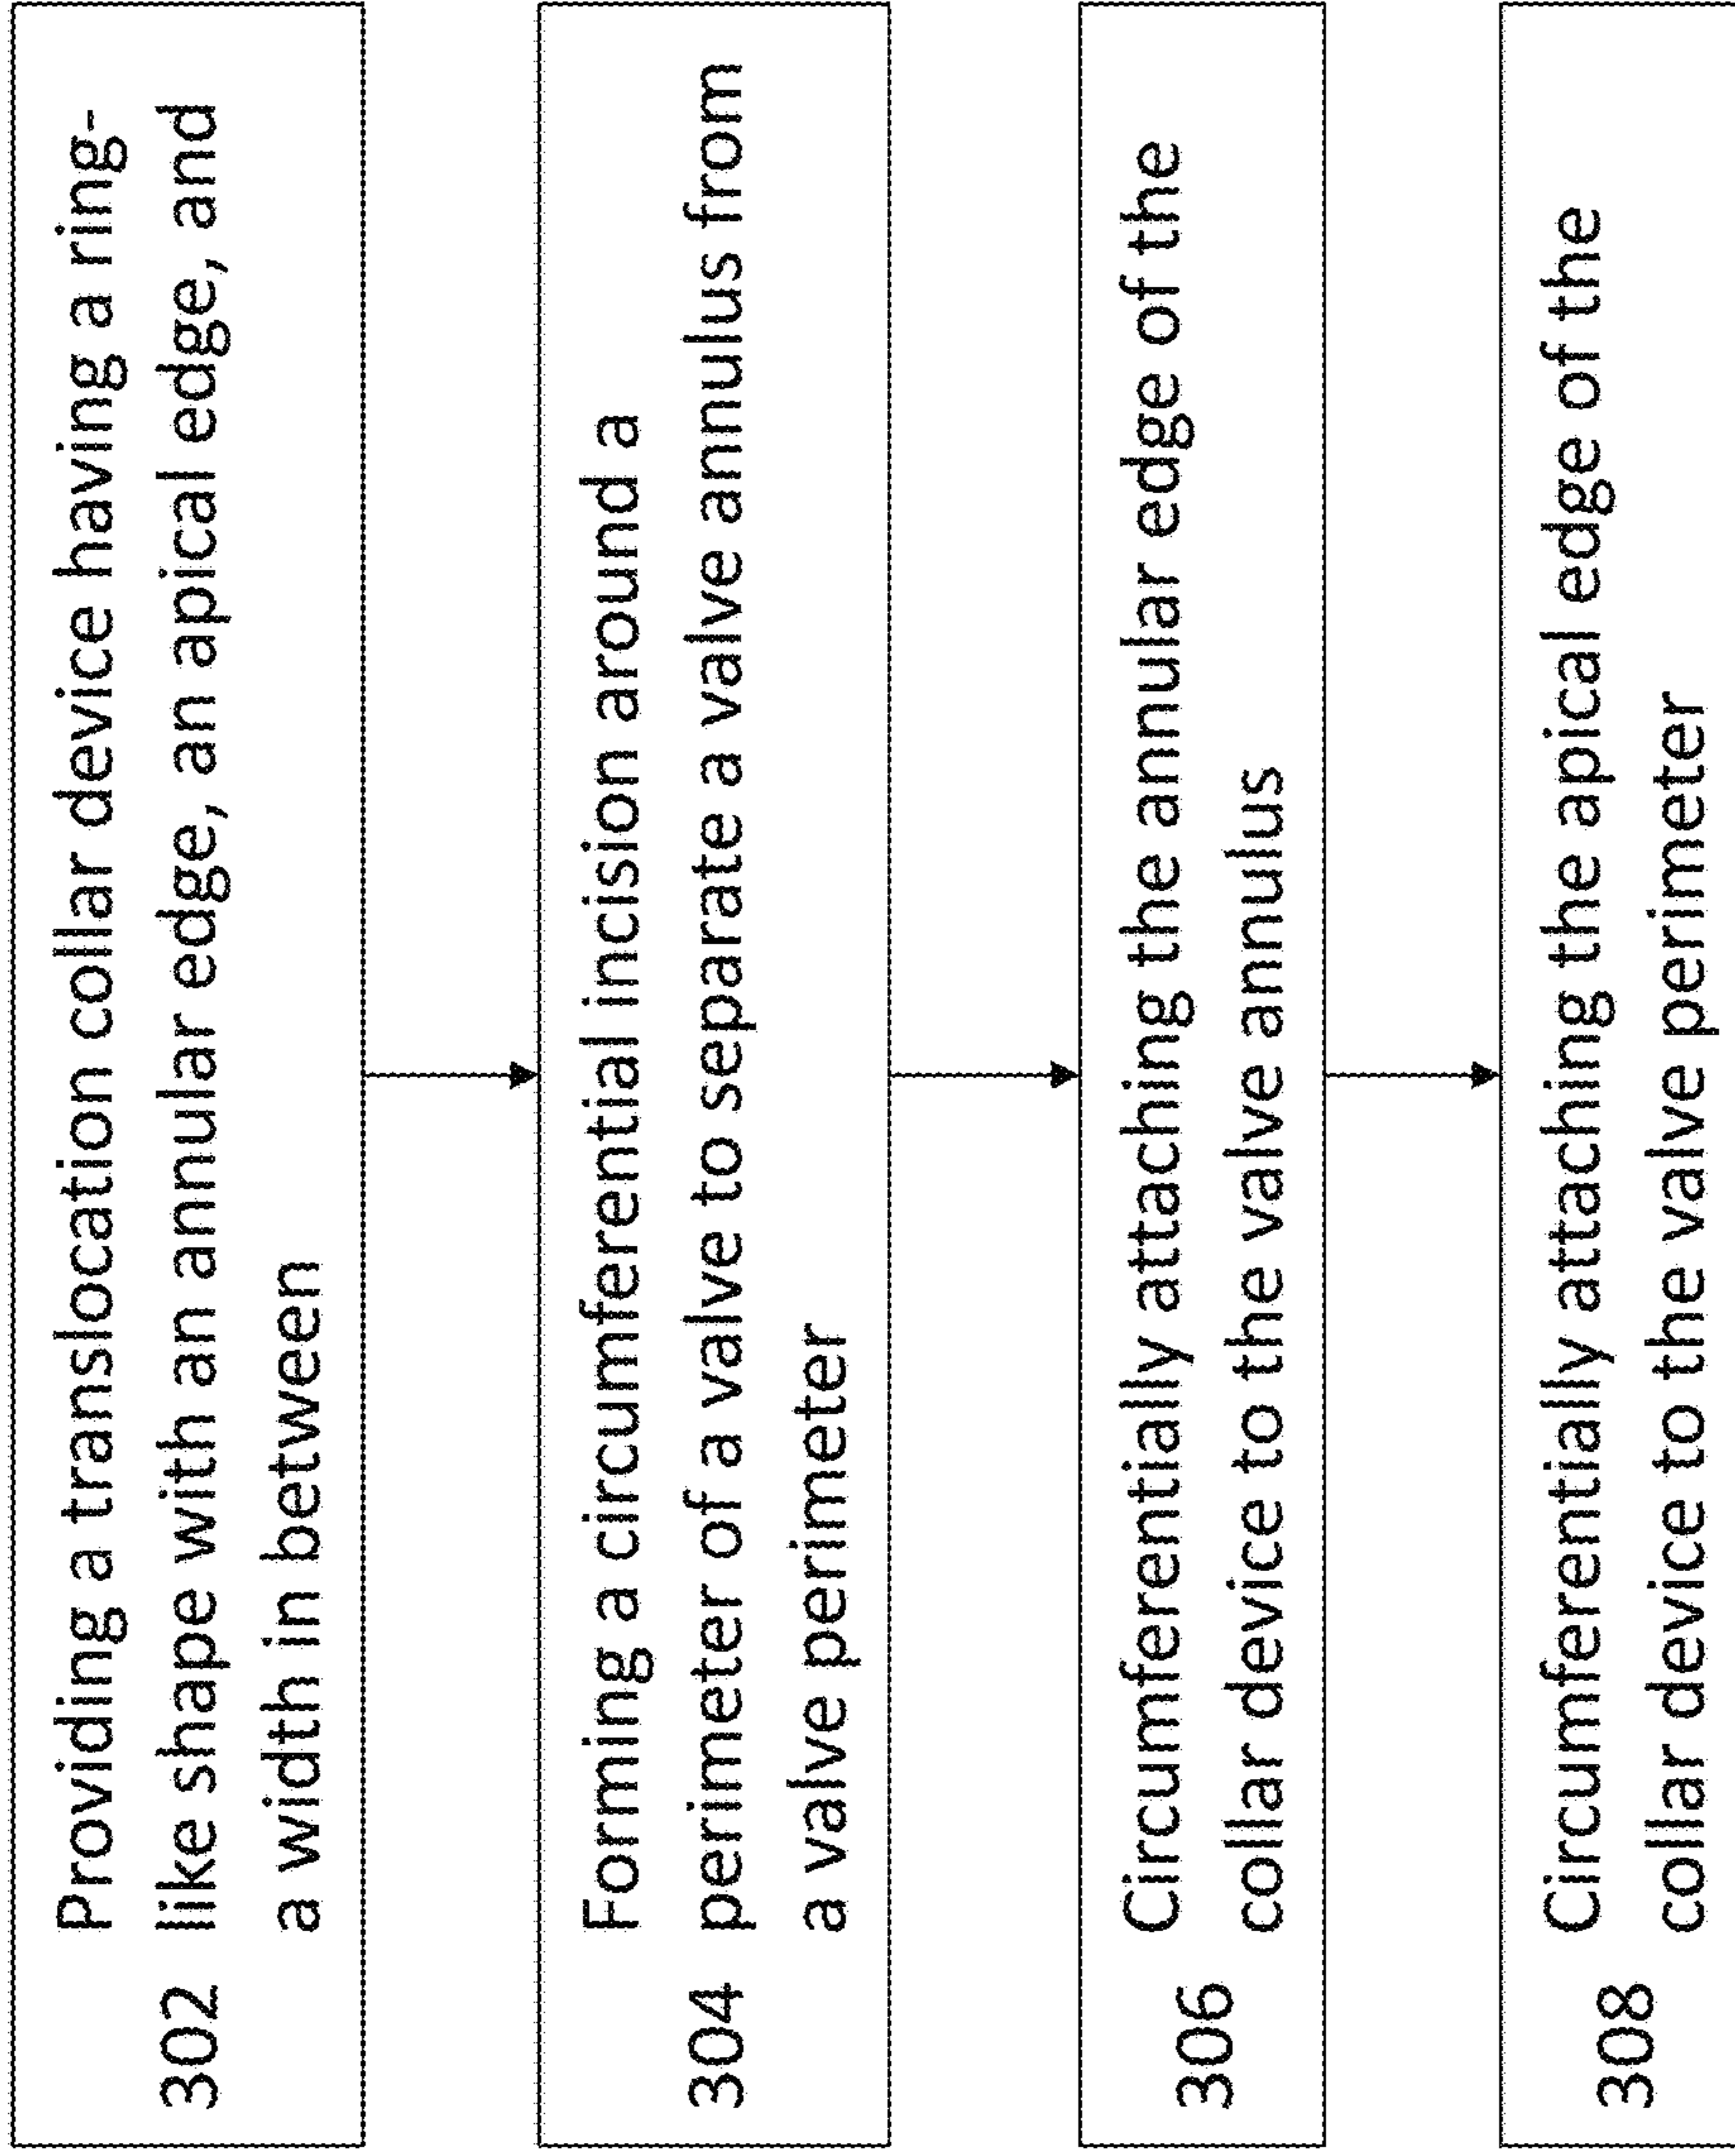 Providing a translocation collar device having a ring-
302 like shape with an annular edge, an apical edge, and
a width in between
Forming a circumferential incision around a
304 perimeter of a valve to separate a valve annulus from
a valve perimeter
306 Circumferentially attaching the annular edge of the
collar device to the valve annulus
308 Circumferentially attaching the apical edge of the
collar device to the valve perimeter